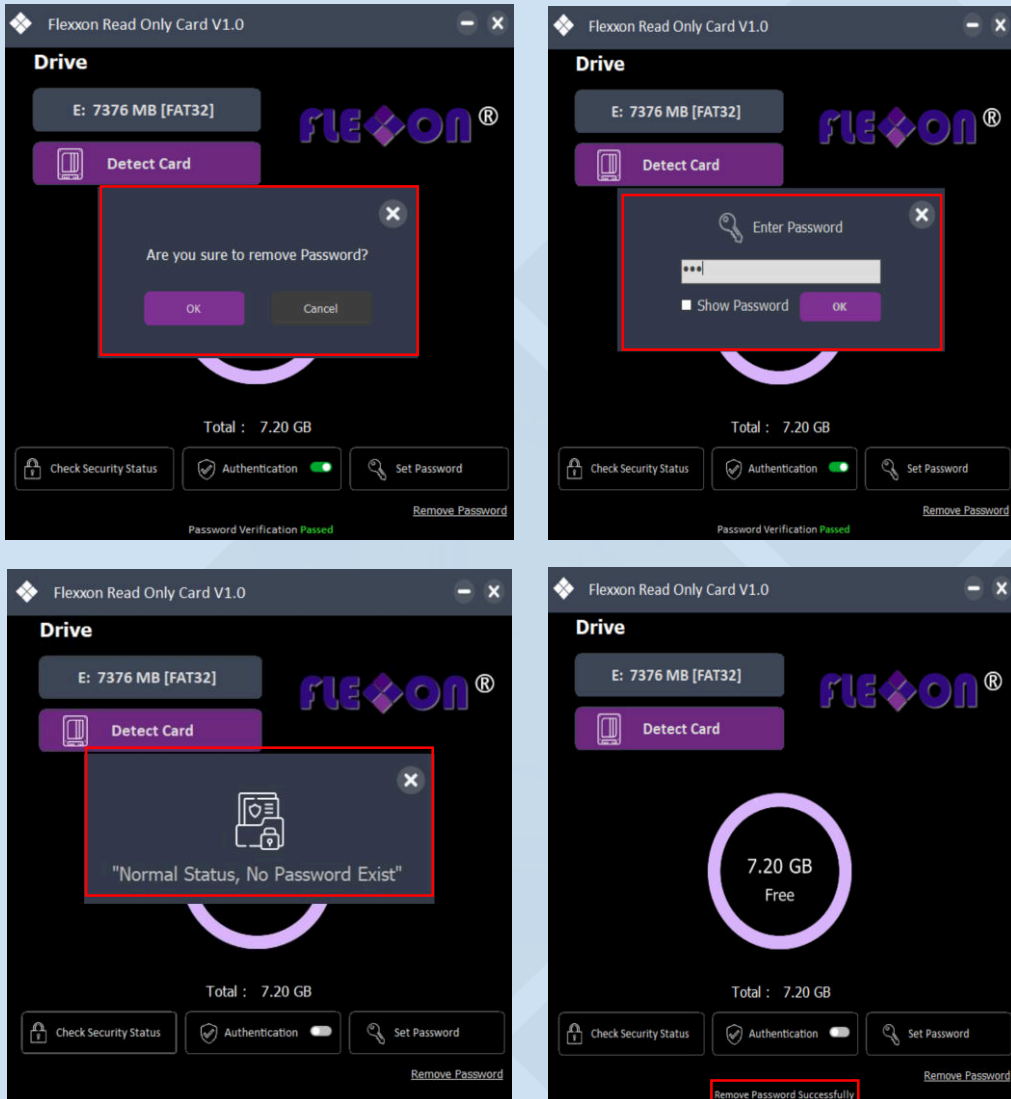 Flexxon Read Only Card V1.0
Drive
E: 7376 MB [FAT32]
FLEXXON®
Detect Card
Are you sure to remove Password?
OK Cancel
Total : 7.20 GB
Check Security Status Authentication Set Password
Remove Password
Password Verification Passed
Flexxon Read Only Card V1.0
Drive
E: 7376 MB [FAT32]
FLEXXON®
Detect Card
Enter Password
Show Password OK
Total : 7.20 GB
Check Security Status Authentication Set Password
Remove Password
Password Verification Passed
Flexxon Read Only Card V1.0
Drive
E: 7376 MB [FAT32]
FLEXXON®
Detect Card
"Normal Status, No Password Exist"
Total : 7.20 GB
Check Security Status Authentication Set Password
Remove Password
Flexxon Read Only Card V1.0
Drive
E: 7376 MB [FAT32]
FLEXXON®
Detect Card
7.20 GB
Free
Total : 7.20 GB
Check Security Status Authentication Set Password
Remove Password
Remove Password Successfully